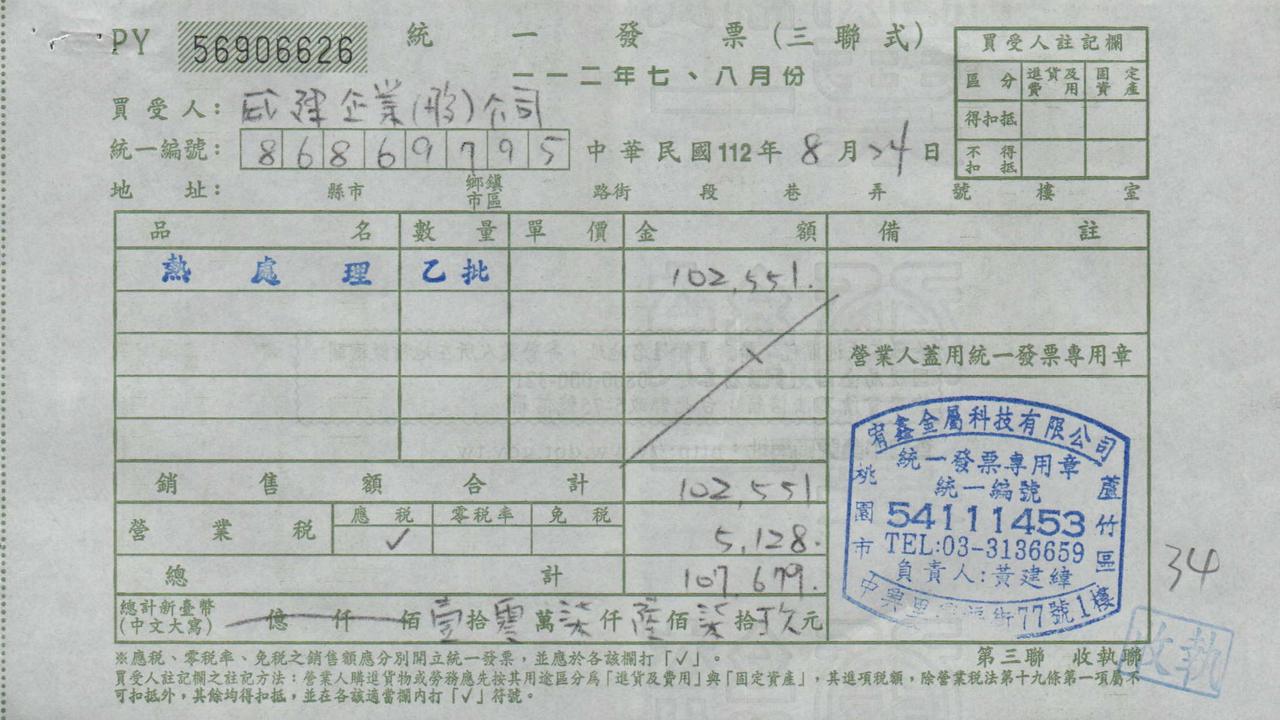 PY 56906626 統一發票(三聯式)
一一二年七、八月份
買受人註記欄
區分 進貨及費用 固定資產
得扣抵
不得扣抵
買受人: 企業(股)公司
統一編號: 86869795 中華民國112年8月24日
地址: 縣市 鄉鎮市區 路街 段 巷 弄 號 樓 室
品名 數量 單價 金額 備註
熱處理 乙批 102,551.
營業人蓋用統一發票專用章
銷售額合計 102,551
營業稅 應稅 ✓ 零稅率 免稅 5,128.
總計 107,679.
總計新臺幣(中文大寫) 億 仟 佰壹拾零萬柒仟陸佰柒拾玖元
鑫金屬科技有限公司
統一發票專用章
統一編號
54111453
TEL:03-3136659
負責人:黃建緯
桃園市
蘆竹區
中興里 街77號1樓
34
※應稅、零稅率、免稅之銷售額應分別開立統一發票,並應於各該欄打「✓」。
第三聯 收執聯
收執
買受人註記欄之註記方法:營業人購進貨物或勞務應先按其用途區分為「進貨及費用」與「固定資產」,其進項稅額,除營業稅法第十九條第一項屬不
可扣抵外,其餘均得扣抵,並在各該適當欄內打「✓」符號。